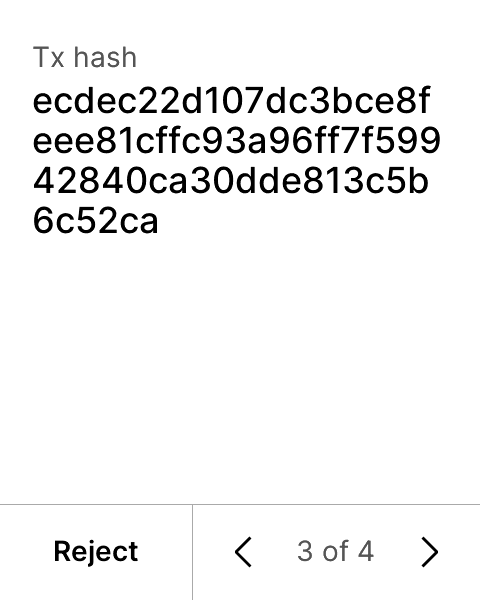 Tx hash
ecdec22d107dc3bce8f
eee81cffc93a96ff7f599
42840ca30dde813c5b
6c52ca
Reject
3 of 4